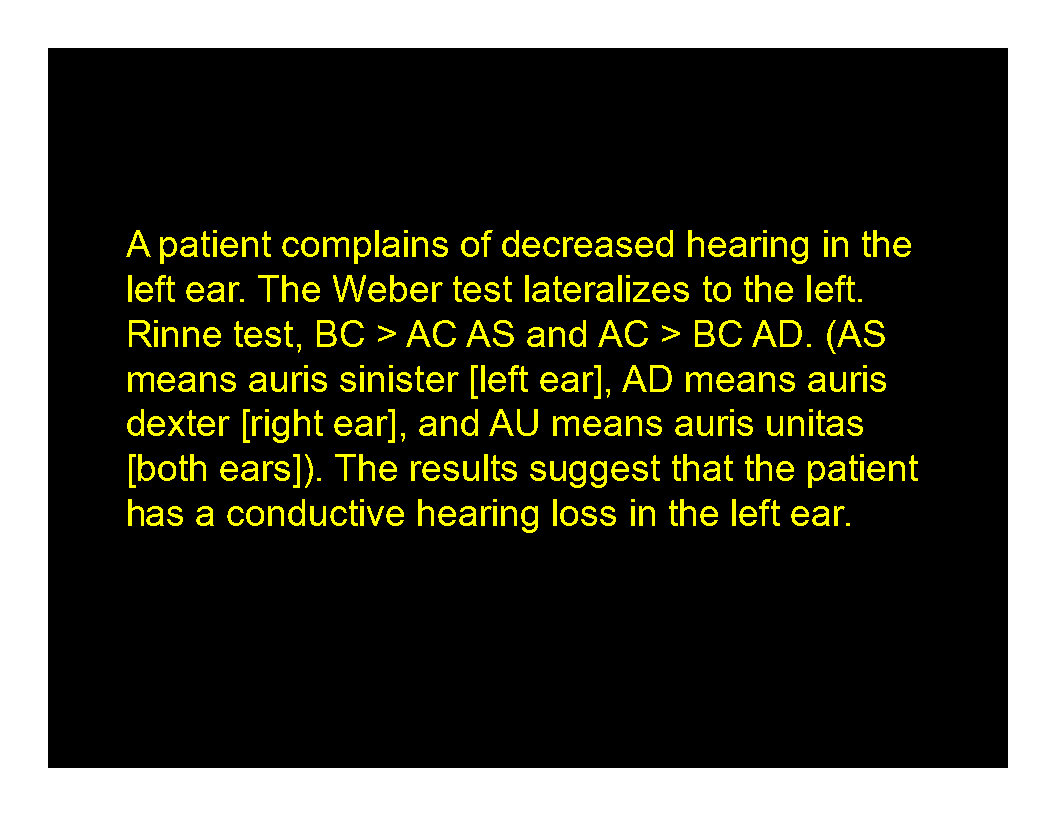 A patient complains of decreased hearing in the
left ear. The Weber test lateralizes to the left.
Rinne test, BC > AC AS and AC > BC AD. (AS
means auris sinister [left ear], AD means auris
dexter [right ear], and AU means auris unitas
[both ears]). The results suggest that the patient
has a conductive hearing loss in the left ear.